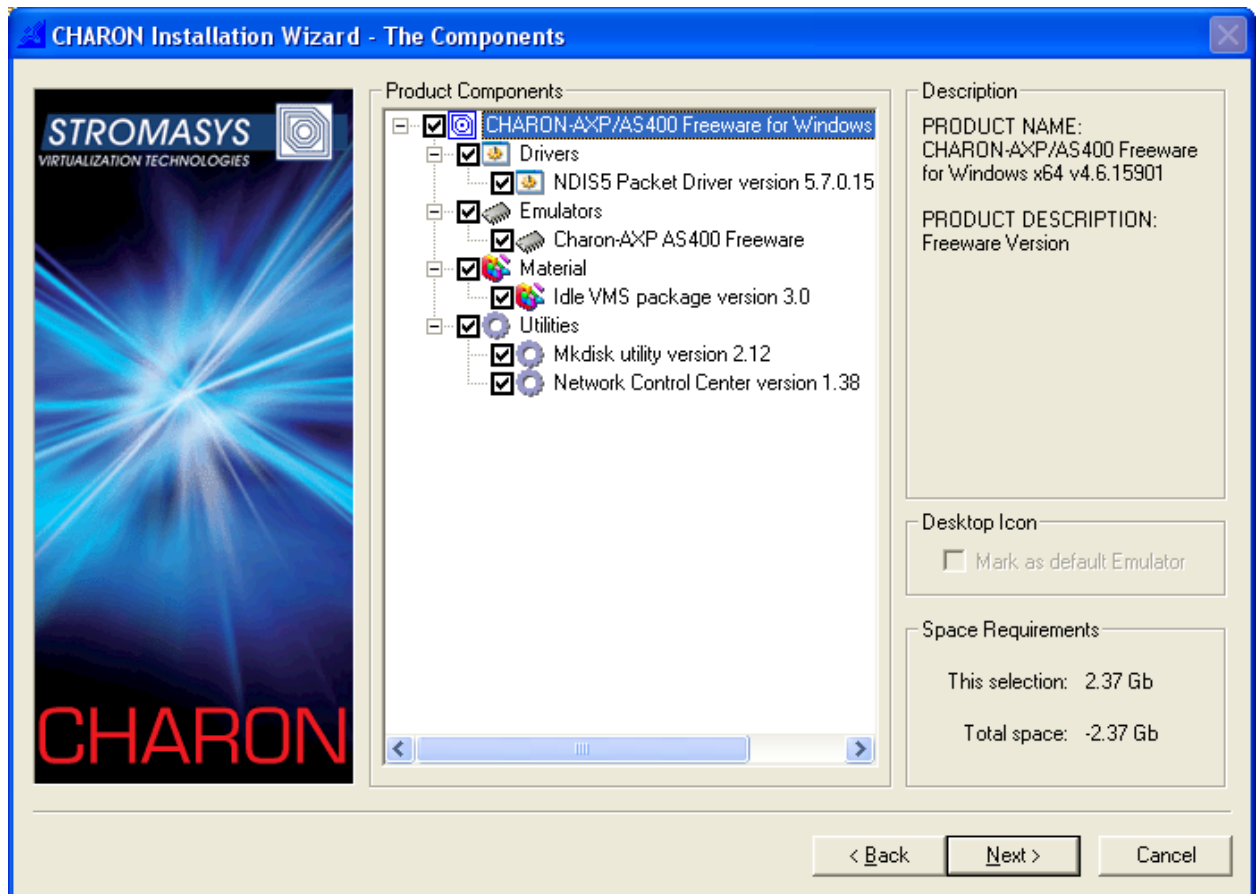 CHARON Installation Wizard - The Components
STROMASYS
VIRTUALIZATION TECHNOLOGIES
CHARON
Product Components
CHARON-AXP/AS400 Freeware for Windows
Drivers
NDIS5 Packet Driver version 5.7.0.15
Emulators
Charon-AXP AS400 Freeware
Material
Idle VMS package version 3.0
Utilities
Mkdisk utility version 2.12
Network Control Center version 1.38
Description
PRODUCT NAME:
CHARON-AXP/AS400 Freeware
for Windows x64 v4.6.15901
PRODUCT DESCRIPTION:
Freeware Version
Desktop Icon
Mark as default Emulator
Space Requirements
This selection: 2.37 Gb
Total space: -2.37 Gb
< Back
Next >
Cancel